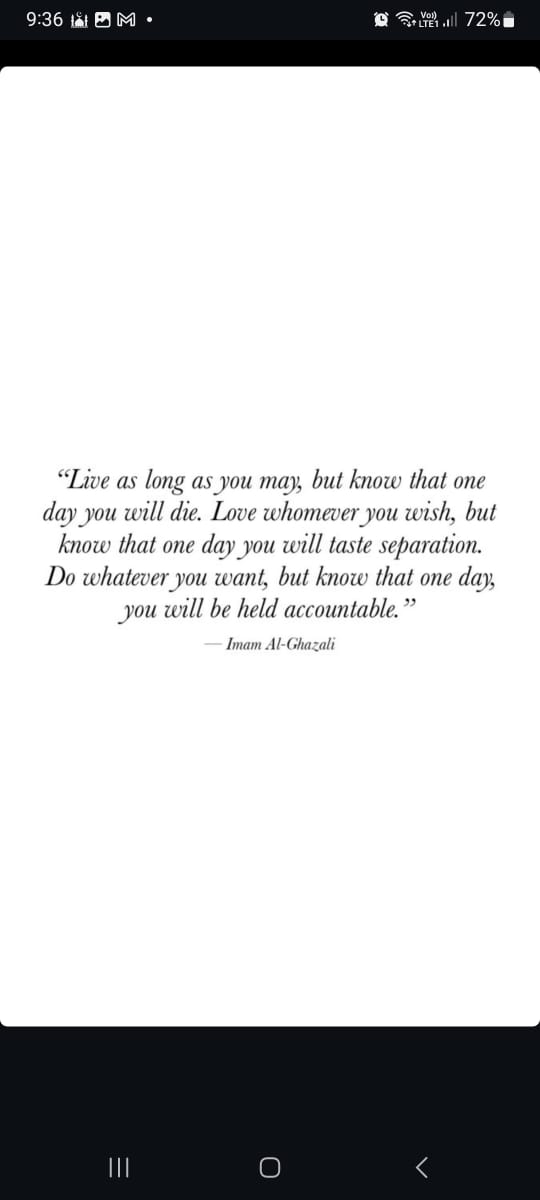 9:36
Vo))
LTE1
72%
“Live as long as you may, but know that one
day you will die. Love whomever you wish, but
know that one day you will taste separation.
Do whatever you want, but know that one day,
you will be held accountable.”
— Imam Al-Ghazali